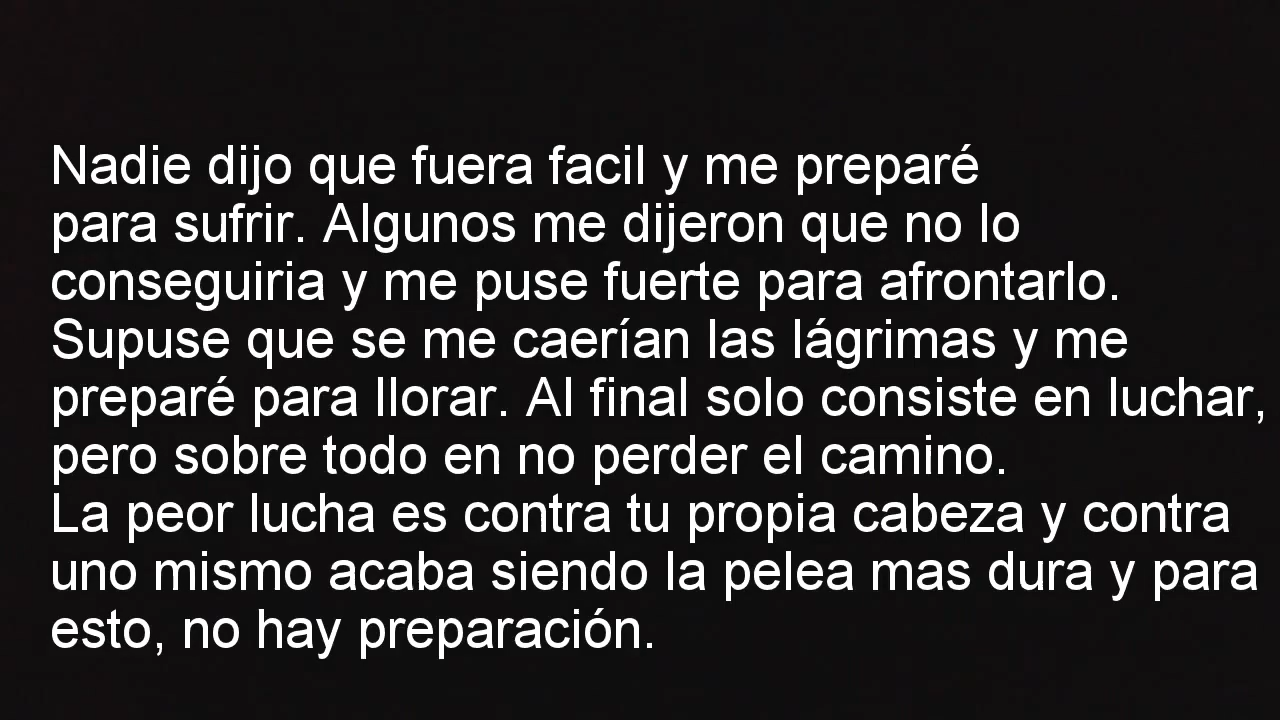 Nadie dijo que fuera facil y me preparé
para sufrir. Algunos me dijeron que no lo
conseguiria y me puse fuerte para afrontarlo.
Supuse que se me caerían las lágrimas y me
preparé para llorar. Al final solo consiste en luchar,
pero sobre todo en no perder el camino.
La peor lucha es contra tu propia cabeza y contra
uno mismo acaba siendo la pelea mas dura y para
esto, no hay preparación.